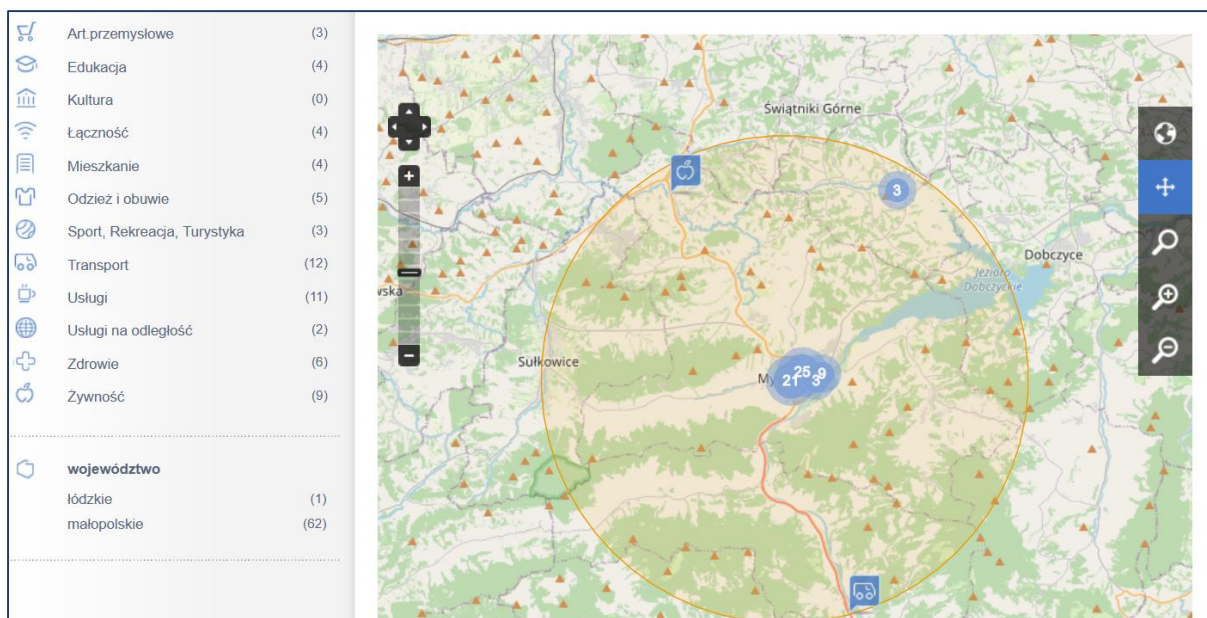 Art.przemysłowe (3)
Edukacja (4)
Kultura (0)
Łączność (4)
Mieszkanie (4)
Odzież i obuwie (5)
Sport, Rekreacja, Turystyka (3)
Transport (12)
Usługi (11)
Usługi na odległość (2)
Zdrowie (6)
Żywność (9)
województwo
łódzkie (1)
małopolskie (62)
Świątniki Górne
3
Dobczyce
Jezioro
Dobczyckie
wska
Sułkowice
My
21
25
3
9